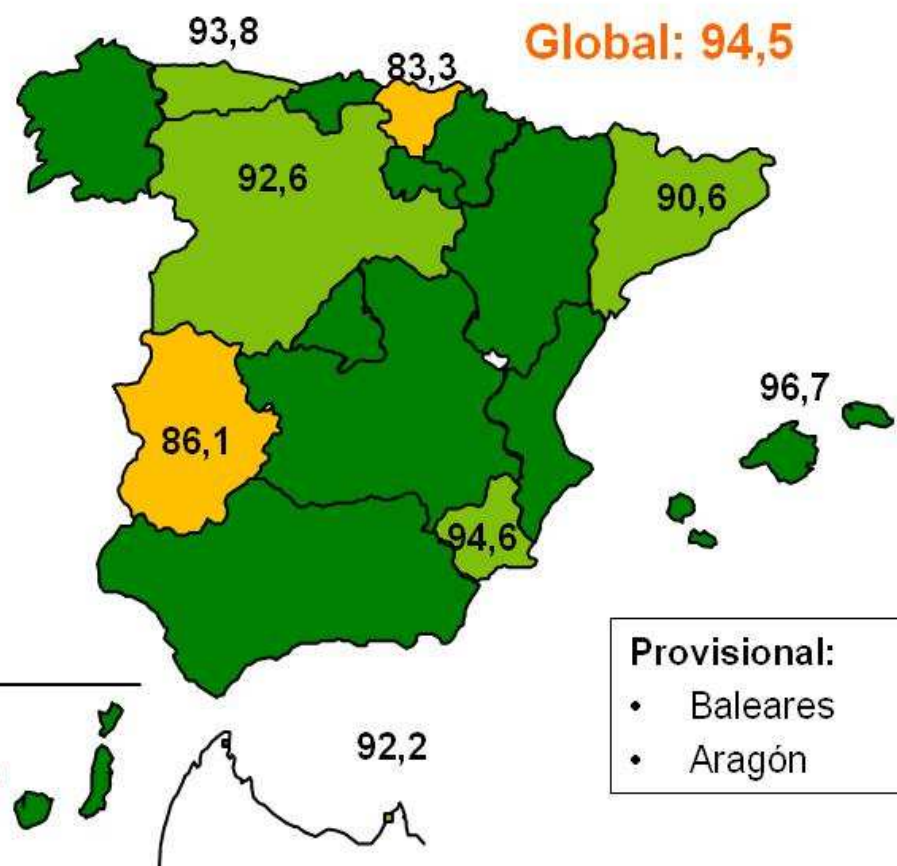 93,8
Global: 94,5
83,3
92,6
90,6
96,7
86,1
94,6
Provisional:
• Baleares
• Aragón
92,2